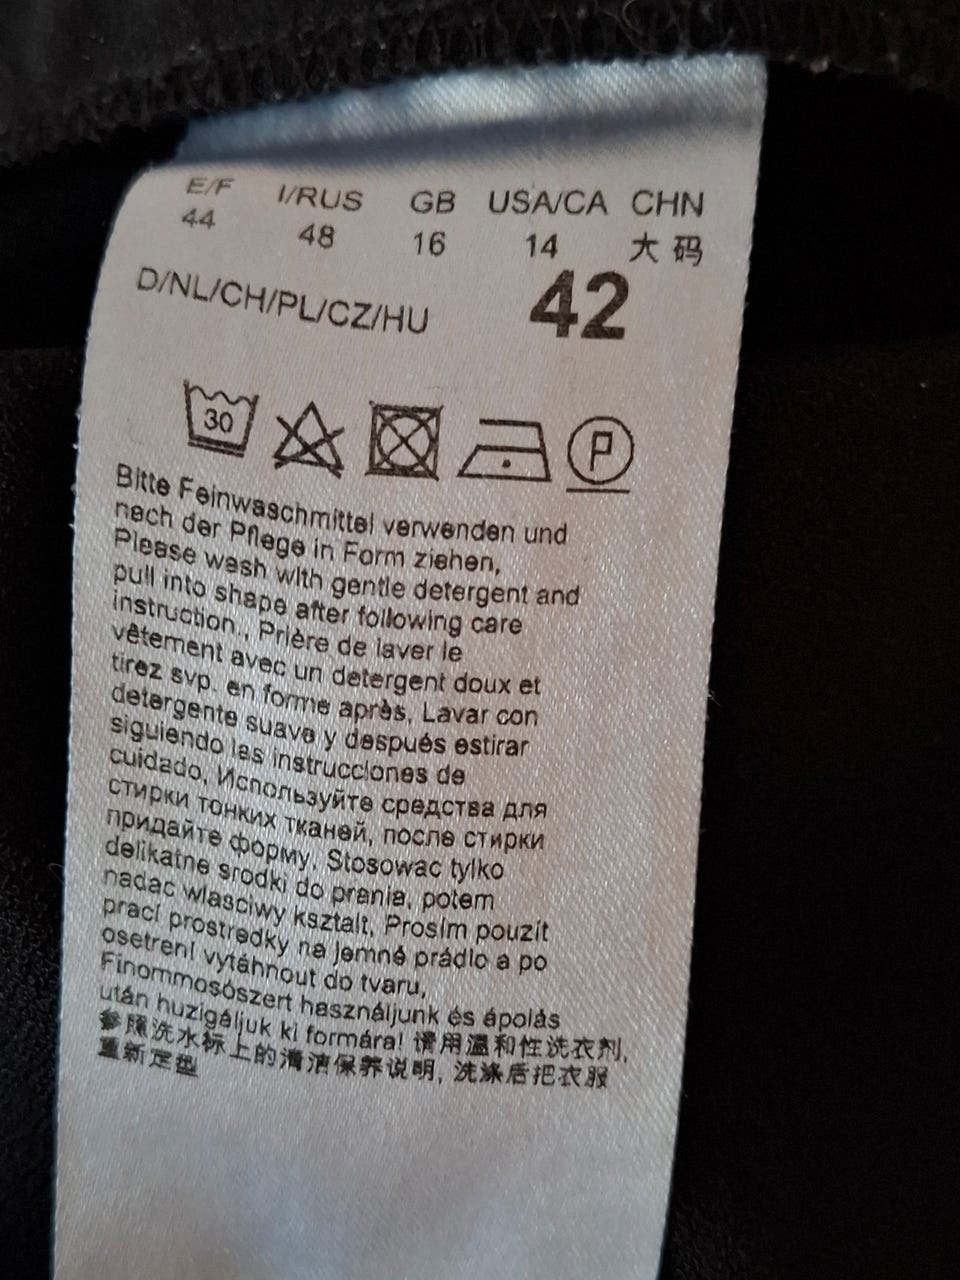 E/F I/RUS GB USA/CA CHN
44 48 16 14 大码
D/NL/CH/PL/CZ/HU 42
30 P
Bitte Feinwaschmittel verwenden und
nach der Pflege in Form ziehen,
Please wash with gentle detergent and
pull into shape after following care
instruction., Prière de laver le
vêtement avec un detergent doux et
tirez svp. en forme après, Lavar con
detergente suave y después estirar
siguiendo las instrucciones de
cuidado, Используйте средства для
стирки тонких тканей, после стирки
придайте форму, Stosowac tylko
delikatne srodki do prania, potem
nadac wlasciwy ksztalt, Prosím pouzít
prací prostredky na jemné prádlo a po
osetrení vytáhnout do tvaru,
Finommosószert használjunk és ápolás
után huzigáljuk ki formára! 请用温和性洗衣剂,
参照洗水标上的清洁保养说明, 洗涤后把衣服
重新定型